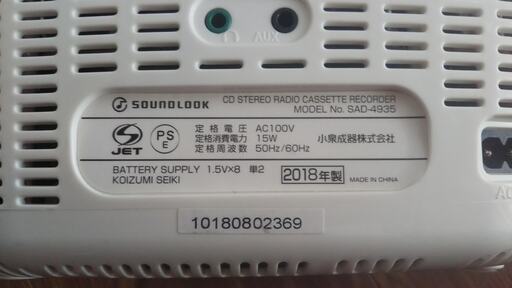 AUX
SOUNDLOOK
CD STEREO RADIO CASSETTE RECORDER
MODEL No. SAD-4935
S
JET
PS
E
定格電圧 AC100V
定格消費電力 15W
定格周波数 50Hz/60Hz
小泉成器株式会社
BATTERY SUPPLY 1.5V×8 単2
KOIZUMI SEIKI
2018年製
MADE IN CHINA
10180802369
AC